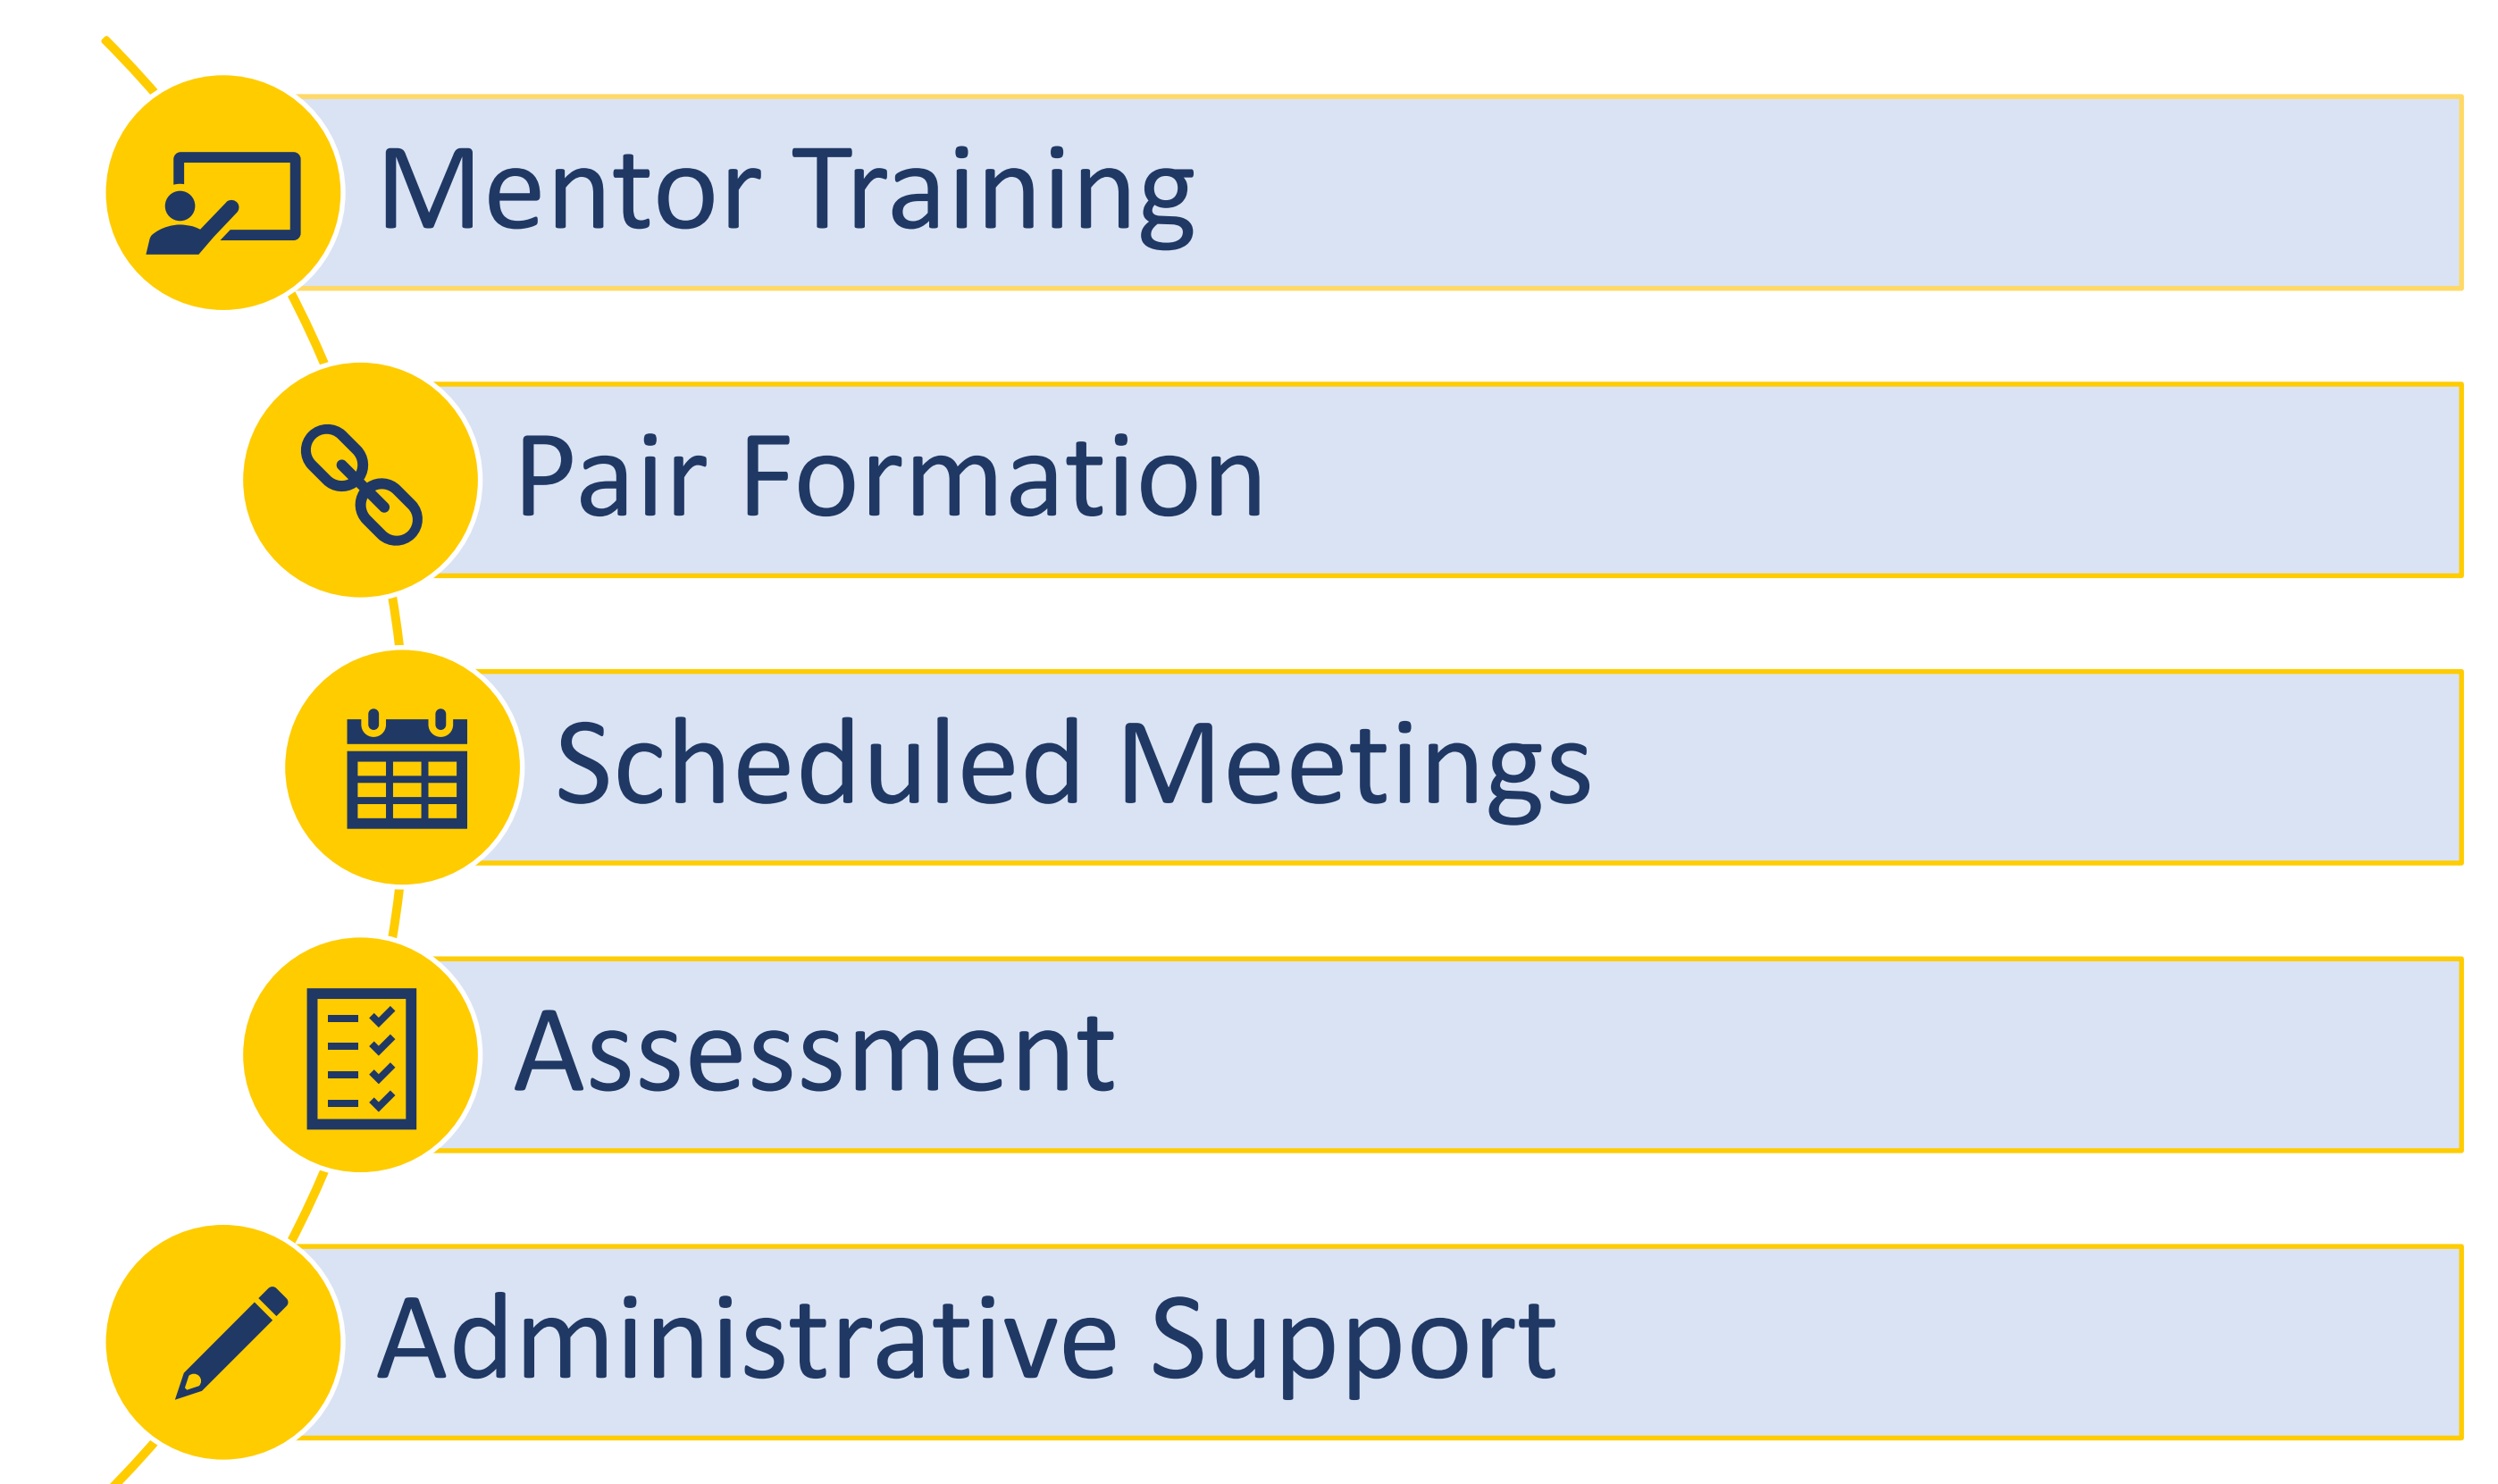 Mentor Training
Pair Formation
Scheduled Meetings
Assessment
Administrative Support